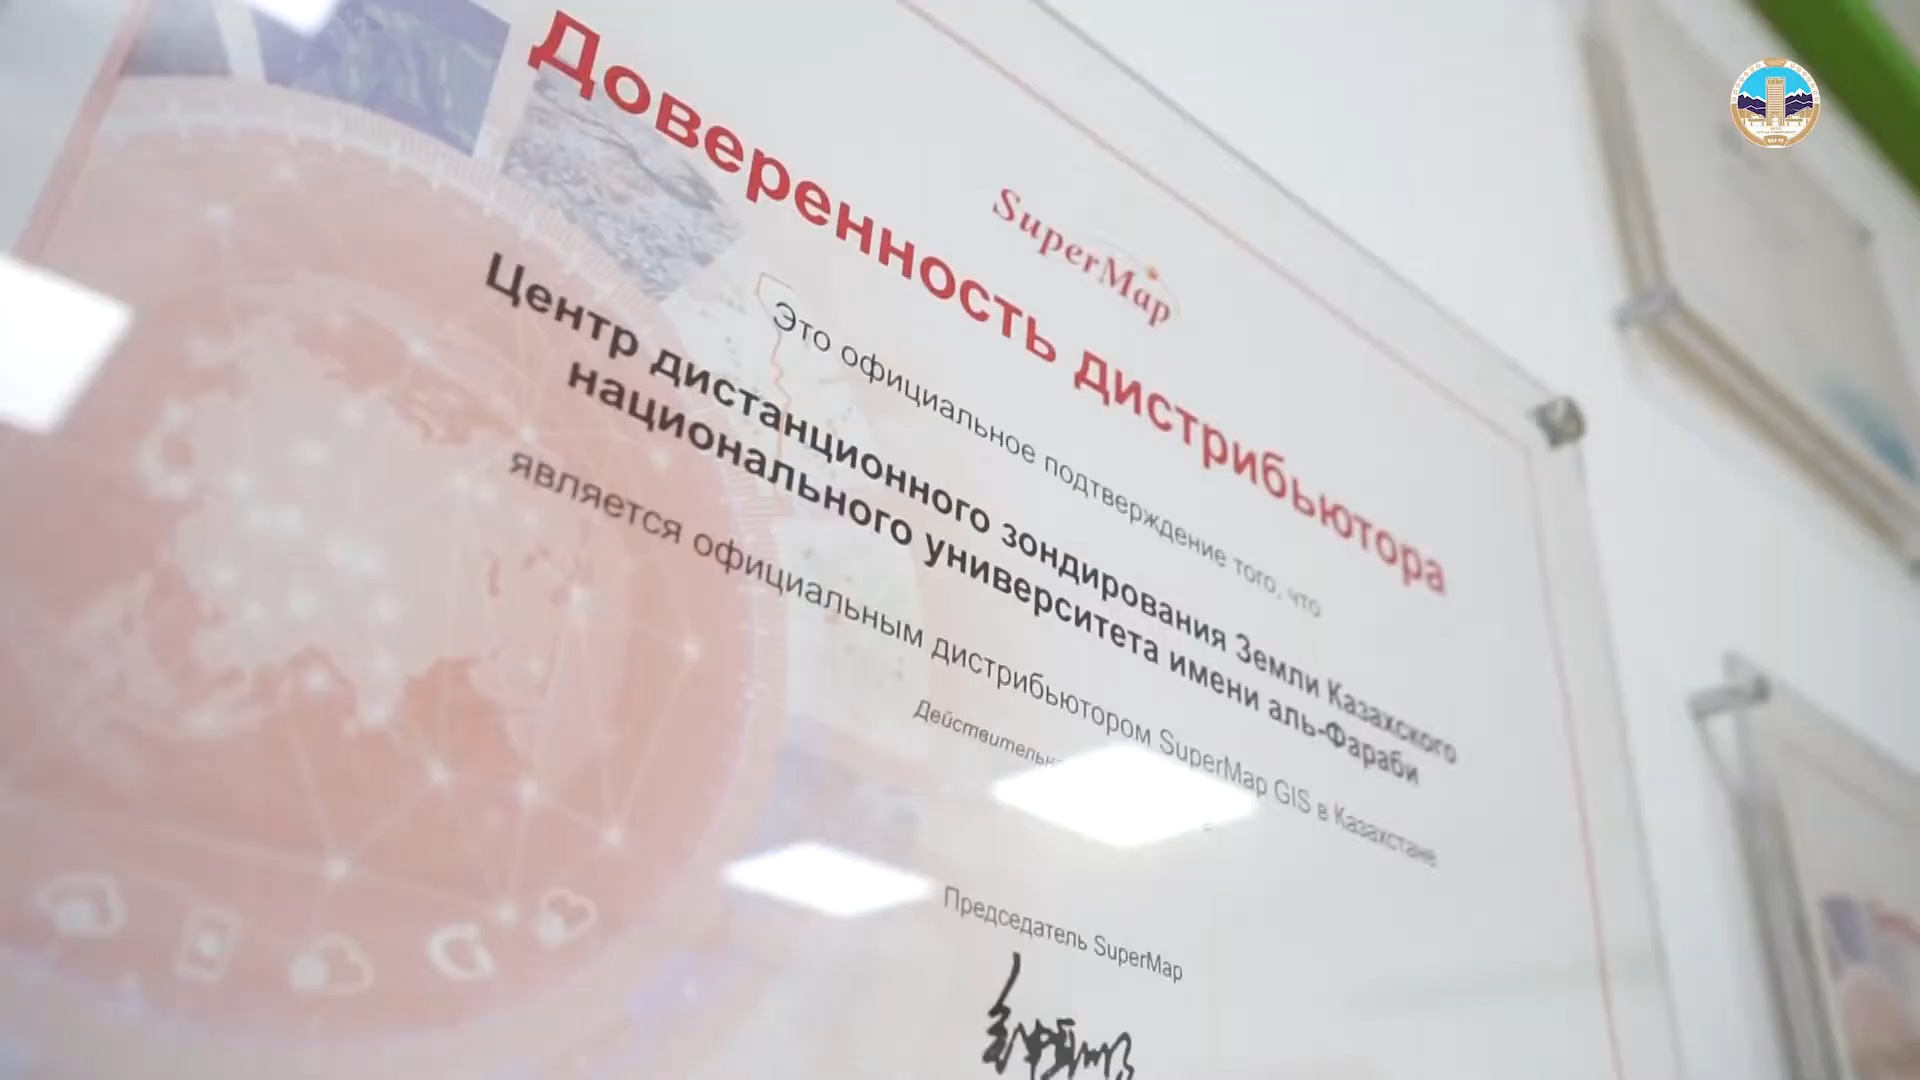 SuperMap
Доверенность дистрибьютора
Это официальное подтверждение того, что
Центр дистанционного зондирования Земли Казахского
национального университета имени аль-Фараби
является официальным дистрибьютором SuperMap GIS в Казахстане
Председатель SuperMap